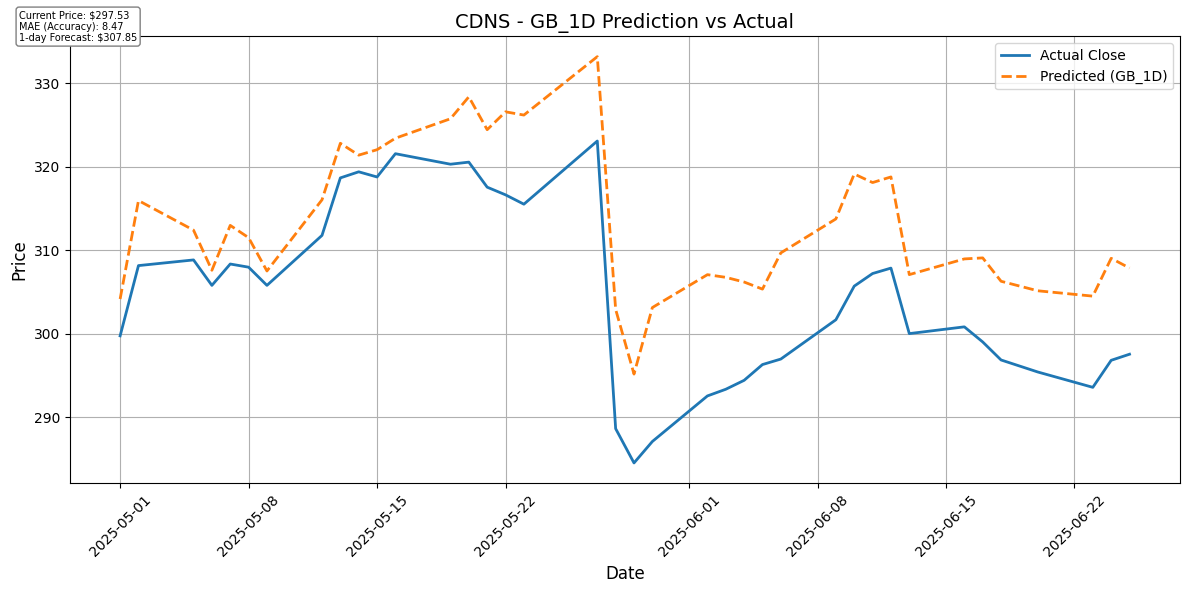 Current Price: $297.53
MAE (Accuracy): 8.47
1-day Forecast: $307.85
CDNS - GB_1D Prediction vs Actual
Actual Close
Predicted (GB_1D)
Price
330
320
310
300
290
2025-05-01
2025-05-08
2025-05-15
2025-05-22
2025-06-01
2025-06-08
2025-06-15
2025-06-22
Date